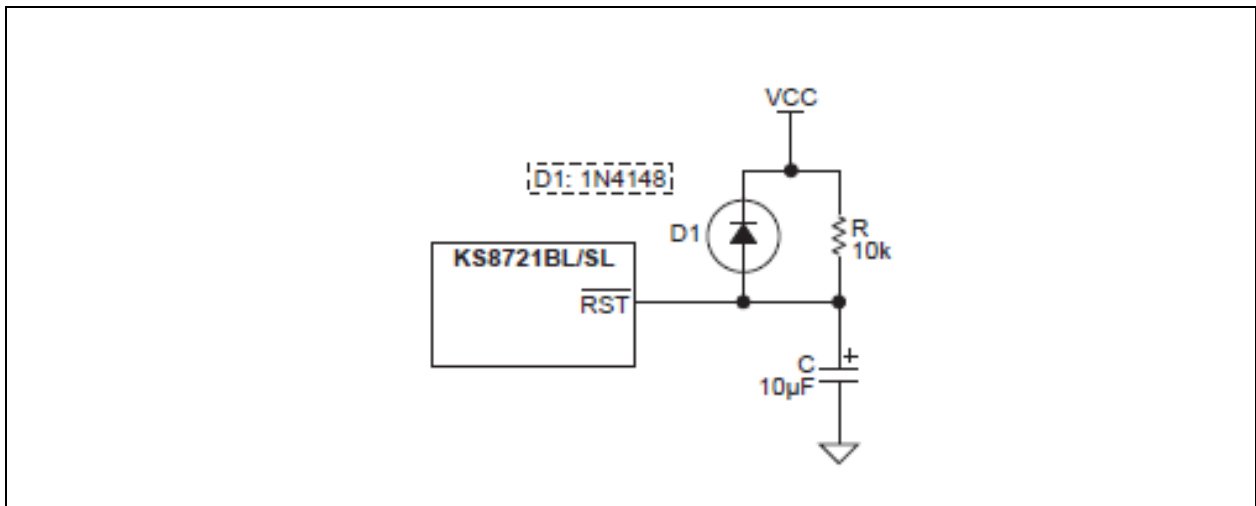 VCC
D1: 1N4148
D1
R
10k
KS8721BL/SL
RST
C
+
10µF